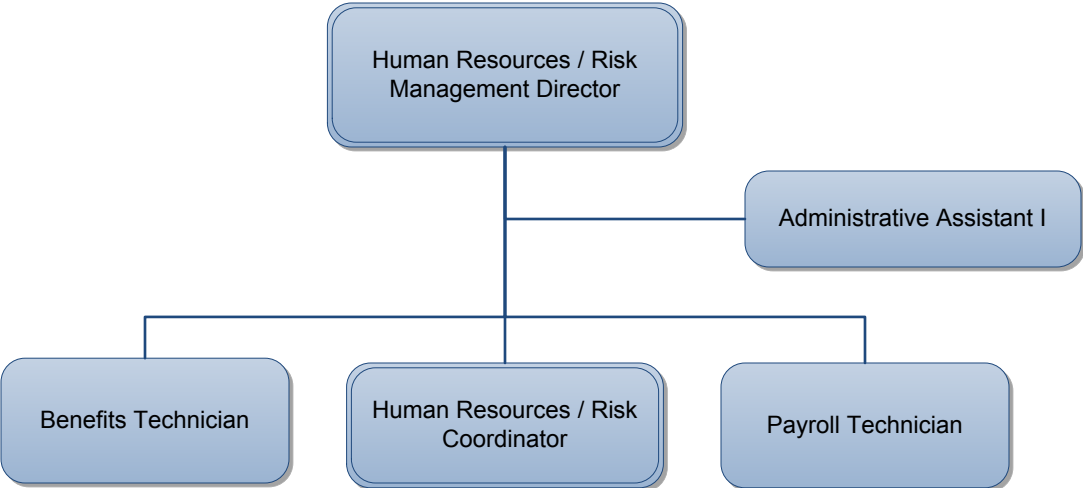 Human Resources / Risk
Management Director
Administrative Assistant I
Benefits Technician
Human Resources / Risk
Coordinator
Payroll Technician